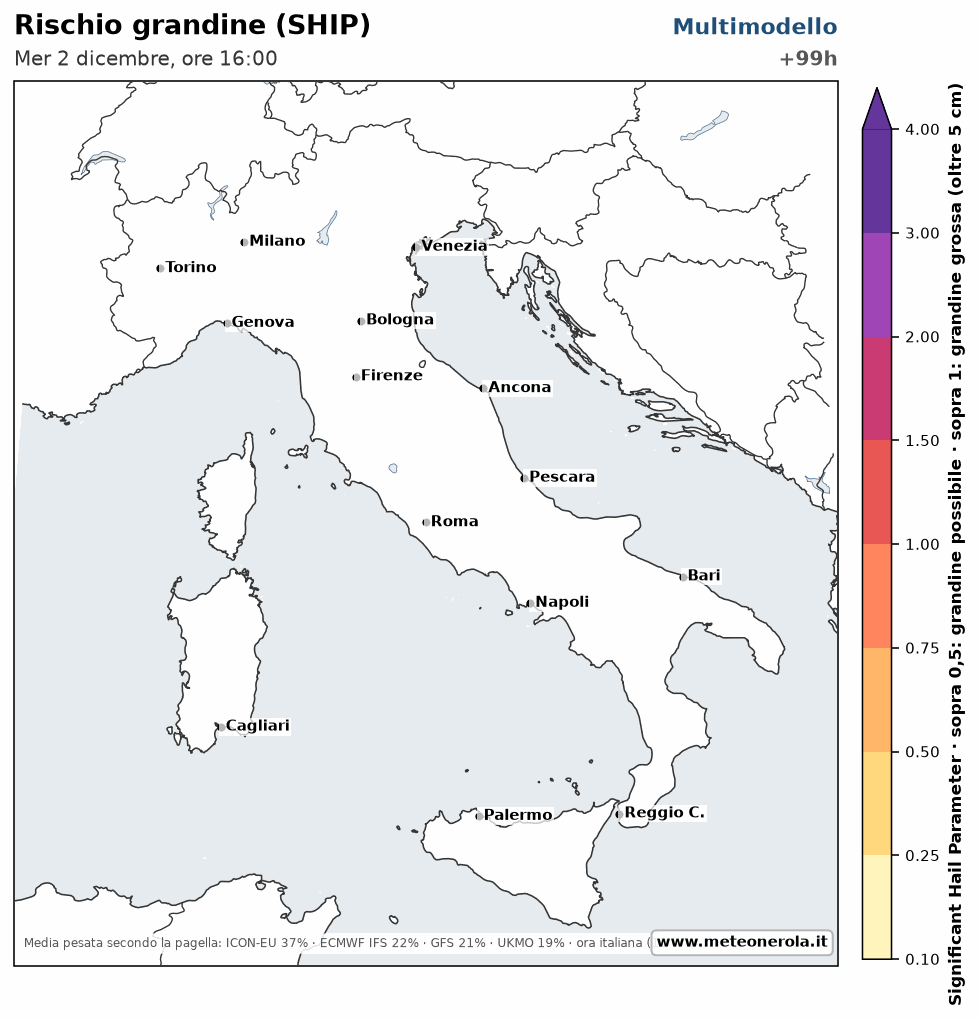 Rischio grandine (SHIP)
Multimodello
Mer 2 dicembre, ore 16:00
+99h
Milano
Venezia
Torino
Genova
Bologna
Firenze
Ancona
Pescara
Roma
Bari
Napoli
Cagliari
Palermo
Reggio C.
Media pesata secondo la pagella: ICON-EU 37% · ECMWF IFS 22% · GFS 21% · UKMO 19% · ora italiana (
www.meteonerola.it
4.00
3.00
2.00
1.50
1.00
0.75
0.50
0.25
0.10
Significant Hail Parameter · sopra 0,5: grandine possibile · sopra 1: grandine grossa (oltre 5 cm)